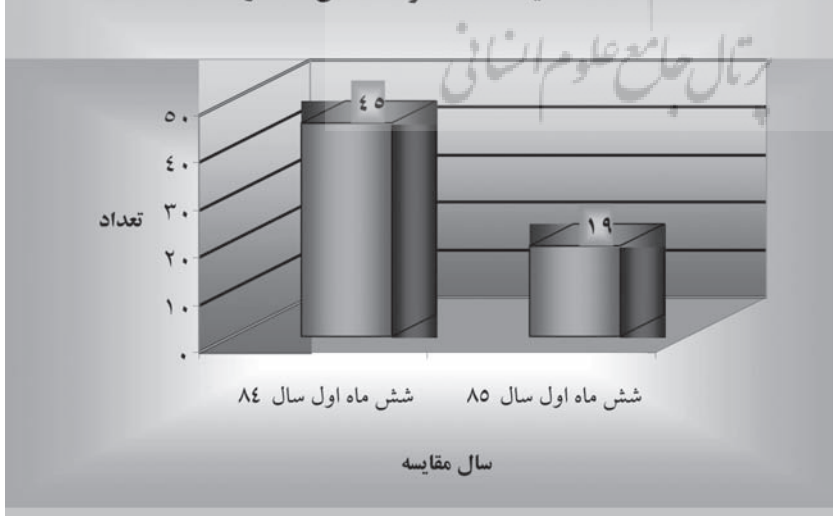 پرتال جامع علوم انسانی
۵۰
۴۰
۳۰
۲۰
۱۰
۰
تعداد
۴۵
۱۹
شش ماه اول سال ۸۴
شش ماه اول سال ۸۵
سال مقایسه